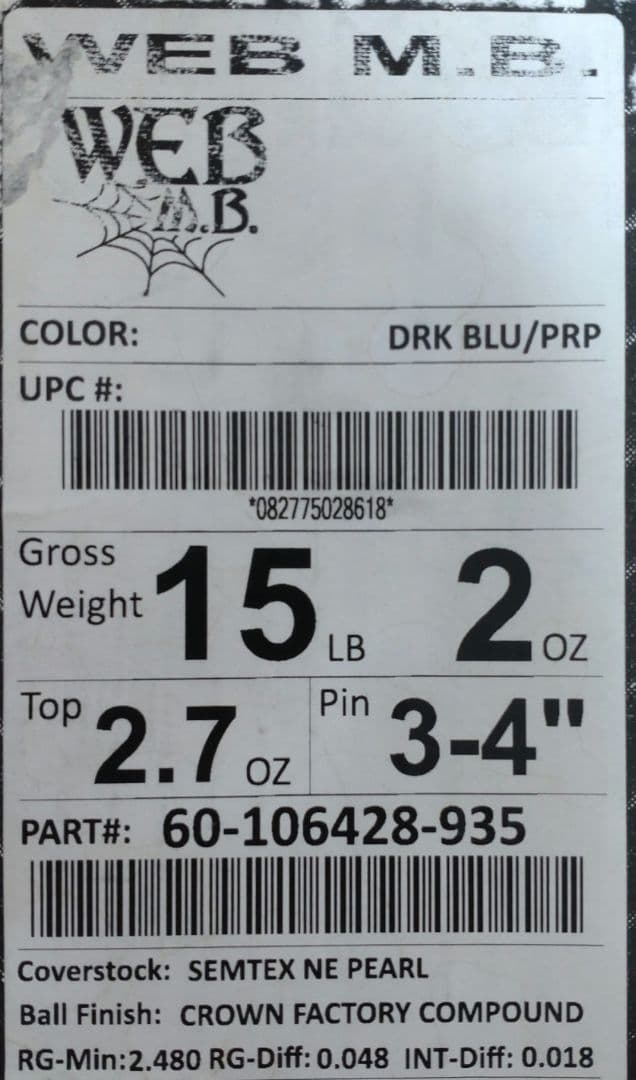 WEB M.B.
WEB
M.B.
COLOR: DRK BLU/PRP
UPC #:
*082775028618*
Gross Weight 15 LB 2 OZ
Top 2.7 OZ Pin 3-4"
PART#: 60-106428-935
Coverstock: SEMTEX NE PEARL
Ball Finish: CROWN FACTORY COMPOUND
RG-Min:2.480 RG-Diff: 0.048 INT-Diff: 0.018